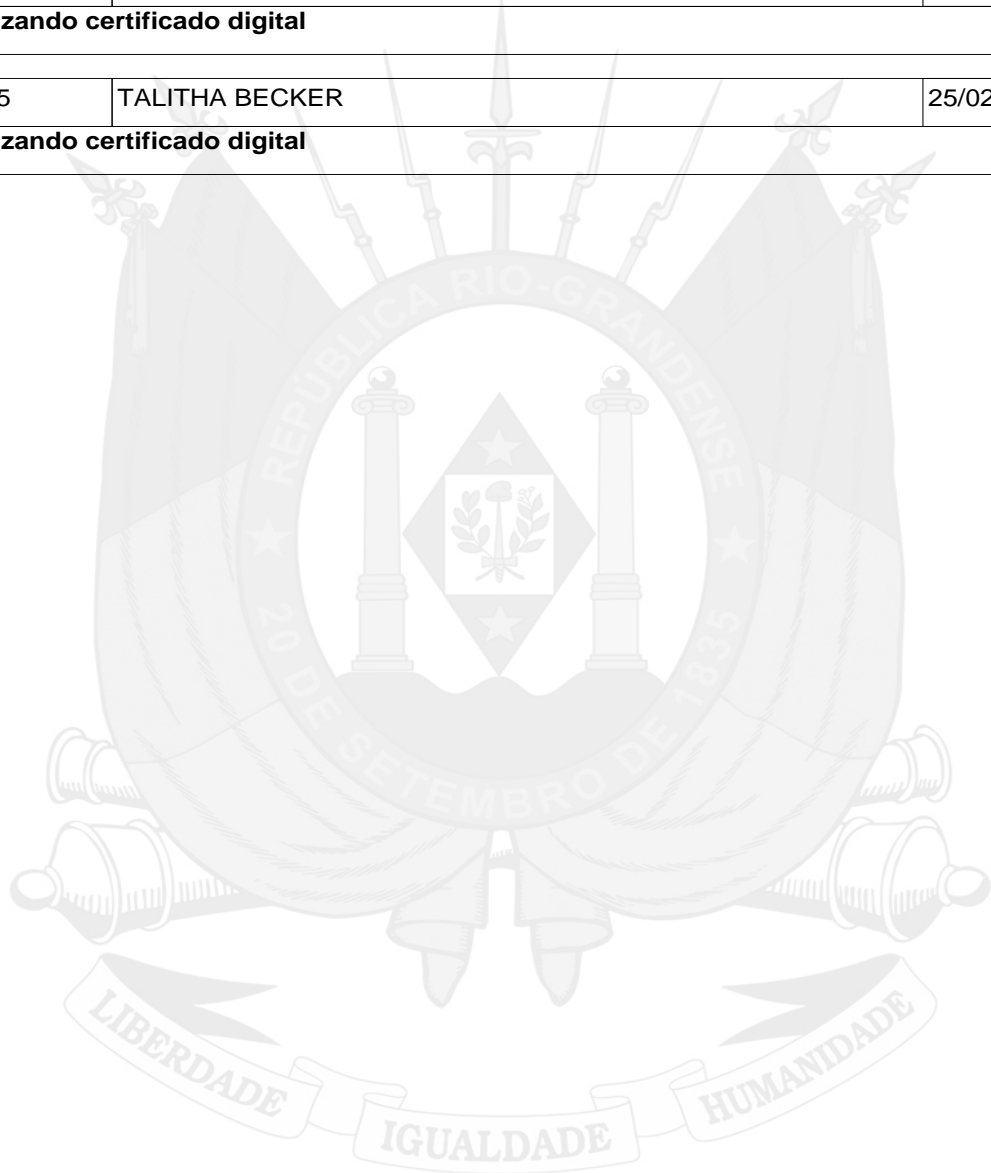 zando certificado digital
5 TALITHA BECKER 25/02
zando certificado digital
REPÚBLICA RIO-GRANDENSE
20 DE SETEMBRO DE 1835
LIBERDADE IGUALDADE HUMANIDADE